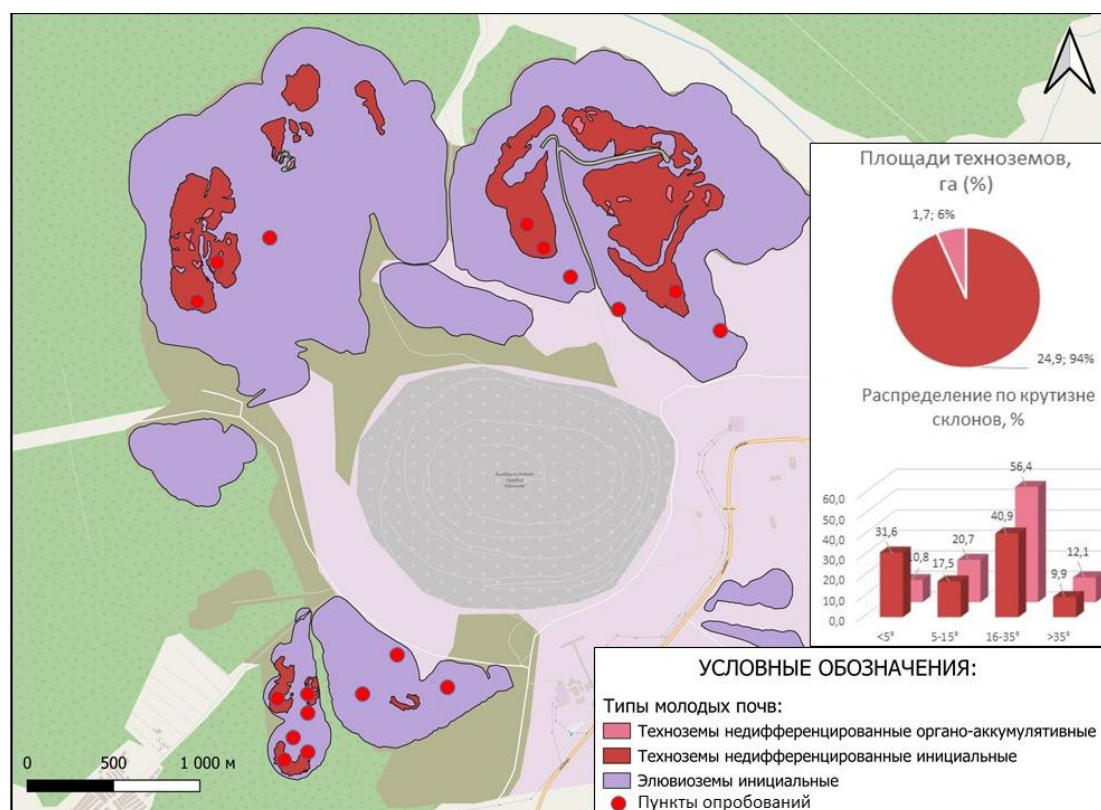 Площади техноземов,
га (%)
1,7; 6%
24,9; 94%
Распределение по крутизне
склонов, %
60,0
50,0
40,0
30,0
20,0
10,0
0,0
31,6
10,8
17,5
20,7
40,9
56,4
9,9
12,1
<5° 5-15° 16-35° >35°
УСЛОВНЫЕ ОБОЗНАЧЕНИЯ:
Типы молодых почв:
Техноземы недифференцированные органо-аккумулятивные
Техноземы недифференцированные инициальные
Элювиоземы инициальные
Пункты опробований
0 500 1 000 м